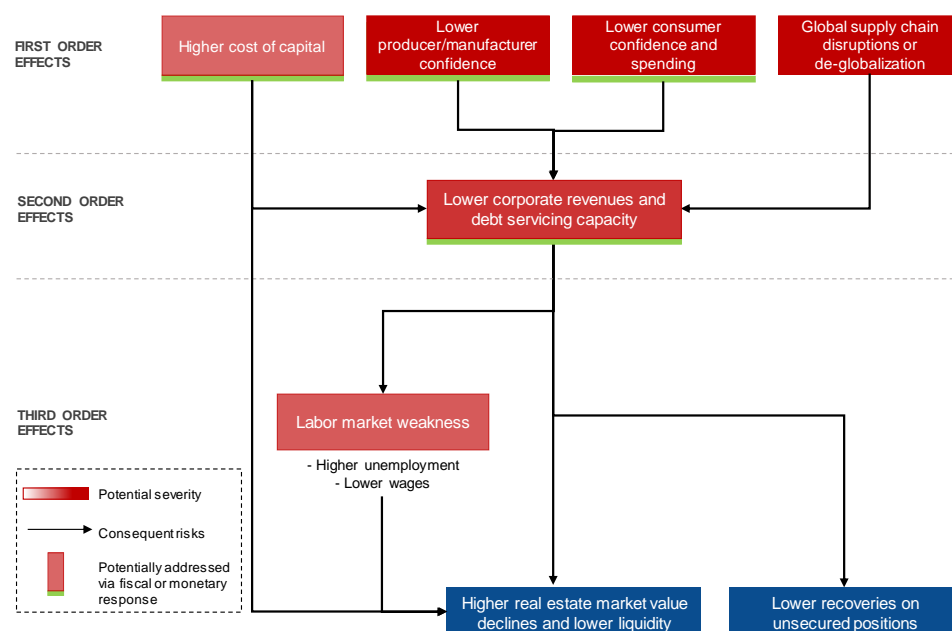 FIRST ORDER
EFFECTS
Higher cost of capital
Lower
producer/manufacturer
confidence
Lower consumer
confidence and
spending
Global supply chain
disruptions or
de-globalization
SECOND ORDER
EFFECTS
Lower corporate revenues and
debt servicing capacity
THIRD ORDER
EFFECTS
Labor market weakness
- Higher unemployment
- Lower wages
Potential severity
Consequent risks
Potentially addressed
via fiscal or monetary
response
Higher real estate market value
declines and lower liquidity
Lower recoveries on
unsecured positions